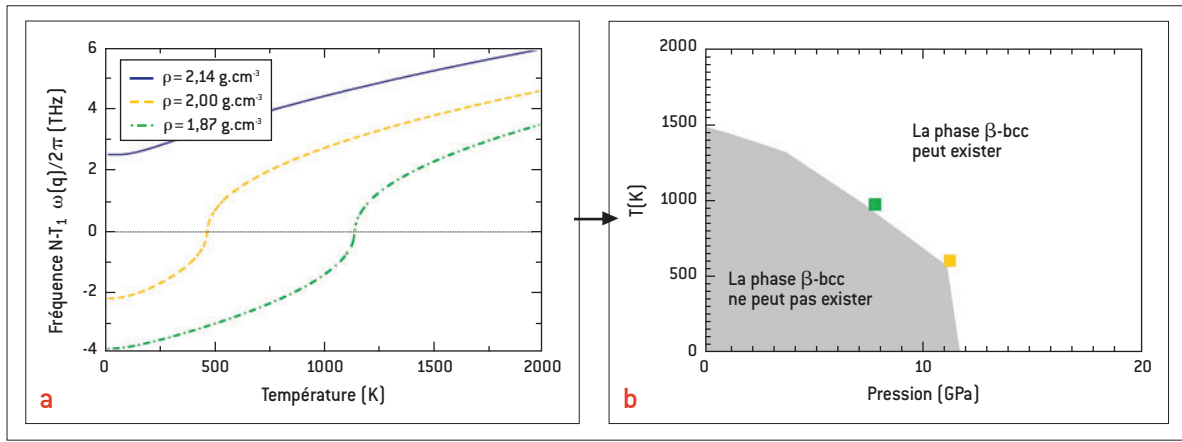 6
4
2
0
-2
-4
Fréquence N-T₁ ω(q)/2π (THz)
ρ = 2,14 g.cm⁻³
ρ = 2,00 g.cm⁻³
ρ = 1,87 g.cm⁻³
0 500 1000 1500 2000
Température (K)
a
2000
1500
1000
500
0
T(K)
La phase β-bcc
peut exister
La phase β-bcc
ne peut pas exister
0 10 20
Pression (GPa)
b